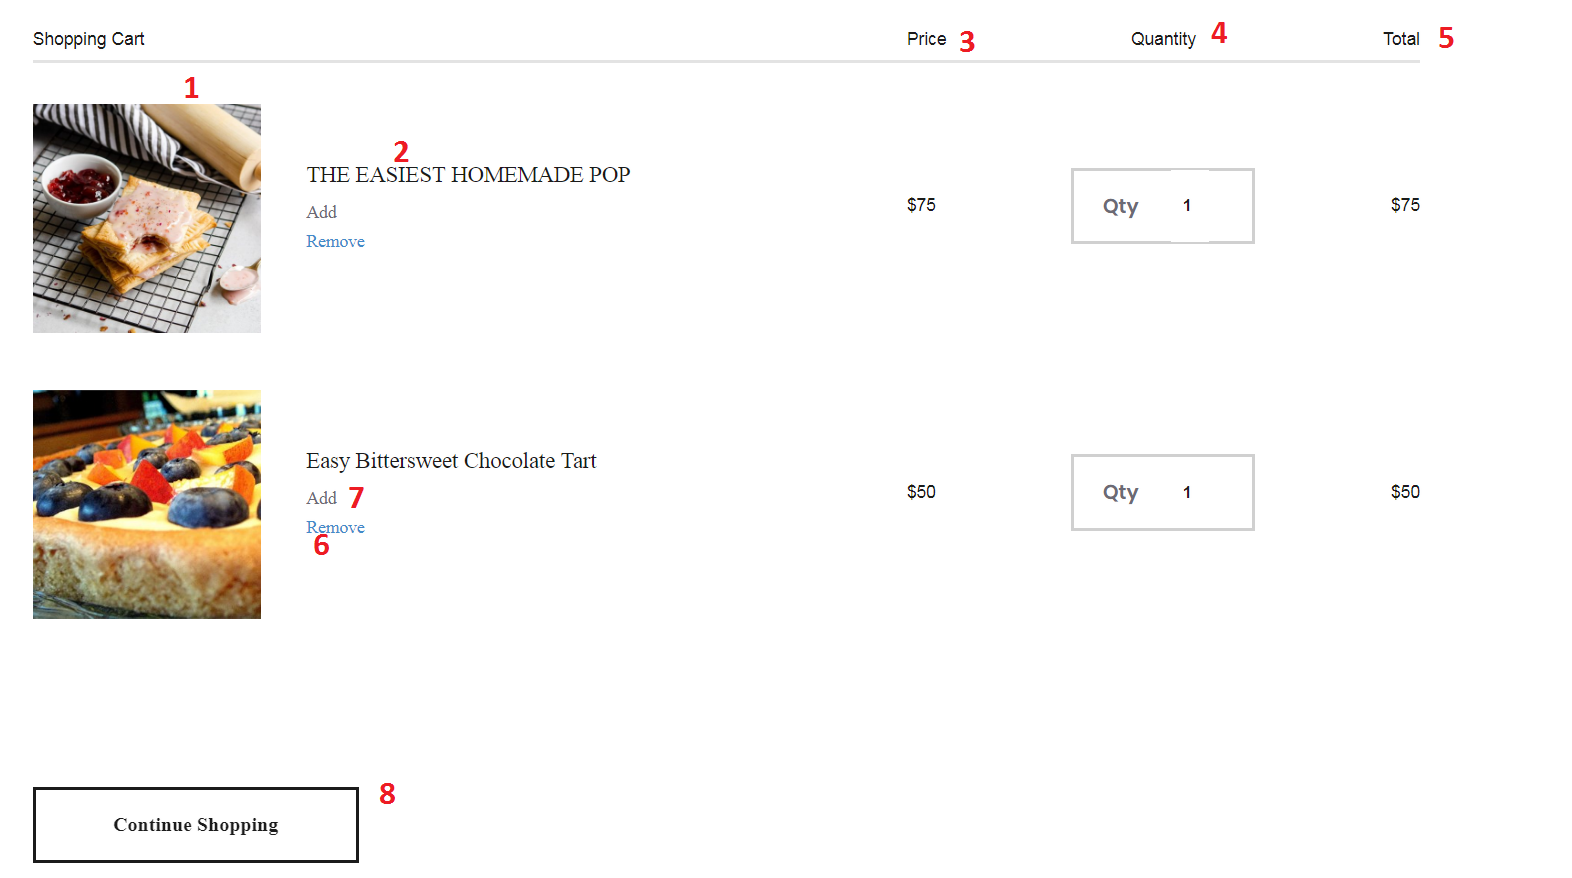 Shopping Cart Price 3 Quantity 4 Total 5
1
2
THE EASIEST HOMEMADE POP
Add
Remove
$75 Qty 1 $75
Easy Bittersweet Chocolate Tart
Add 7
Remove
6
$50 Qty 1 $50
8
Continue Shopping